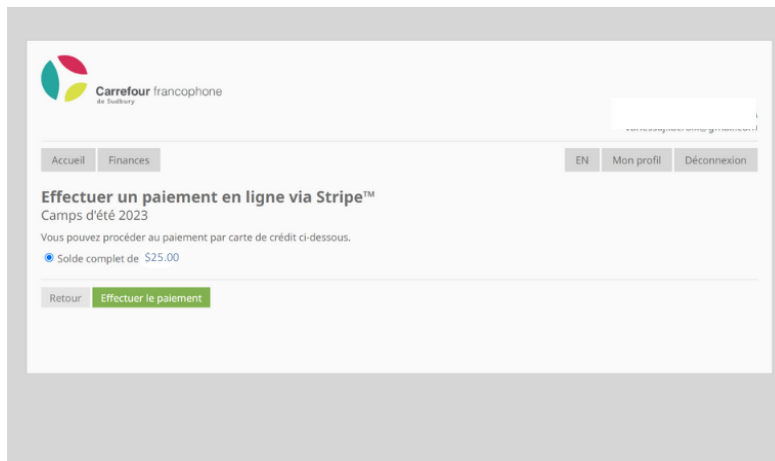 Carrefour francophone
de Sudbury
Accueil Finances EN Mon profil Déconnexion
Effectuer un paiement en ligne via Stripe™
Camps d'été 2023
Vous pouvez procéder au paiement par carte de crédit ci-dessous.
Solde complet de $25.00
Retour Effectuer le paiement